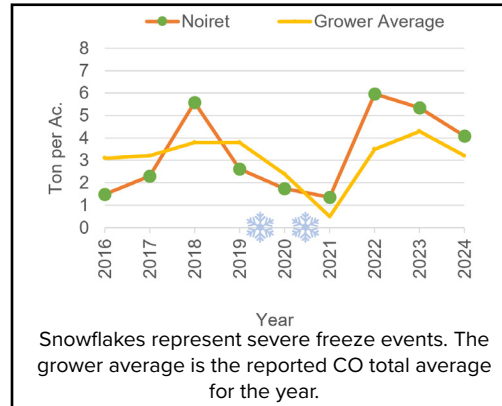 Noiret Grower Average
8
7
6
5
4
3
2
1
0
Ton per Ac.
2016 2017 2018 2019 2020 2021 2022 2023 2024
Year
Snowflakes represent severe freeze events. The
grower average is the reported CO total average
for the year.